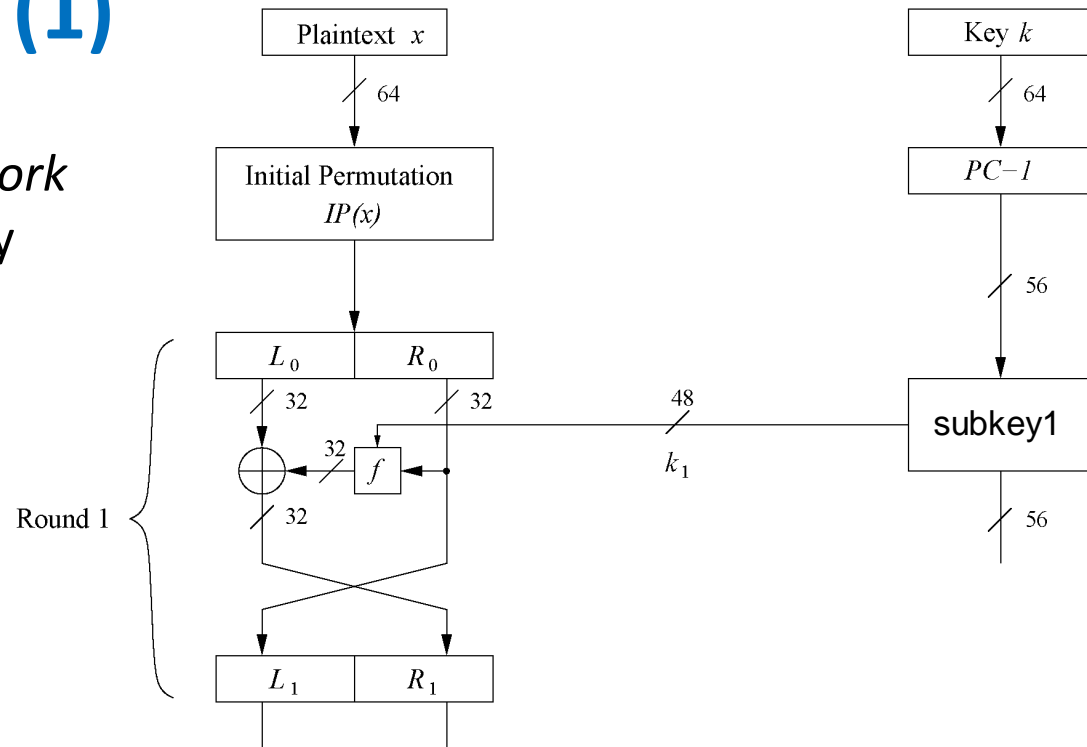 (1)
ork
y
Plaintext x
64
Initial Permutation
IP(x)
L0 R0
32
32
32
f
32
Round 1
L1 R1
48
k1
Key k
64
PC−1
56
subkey1
56